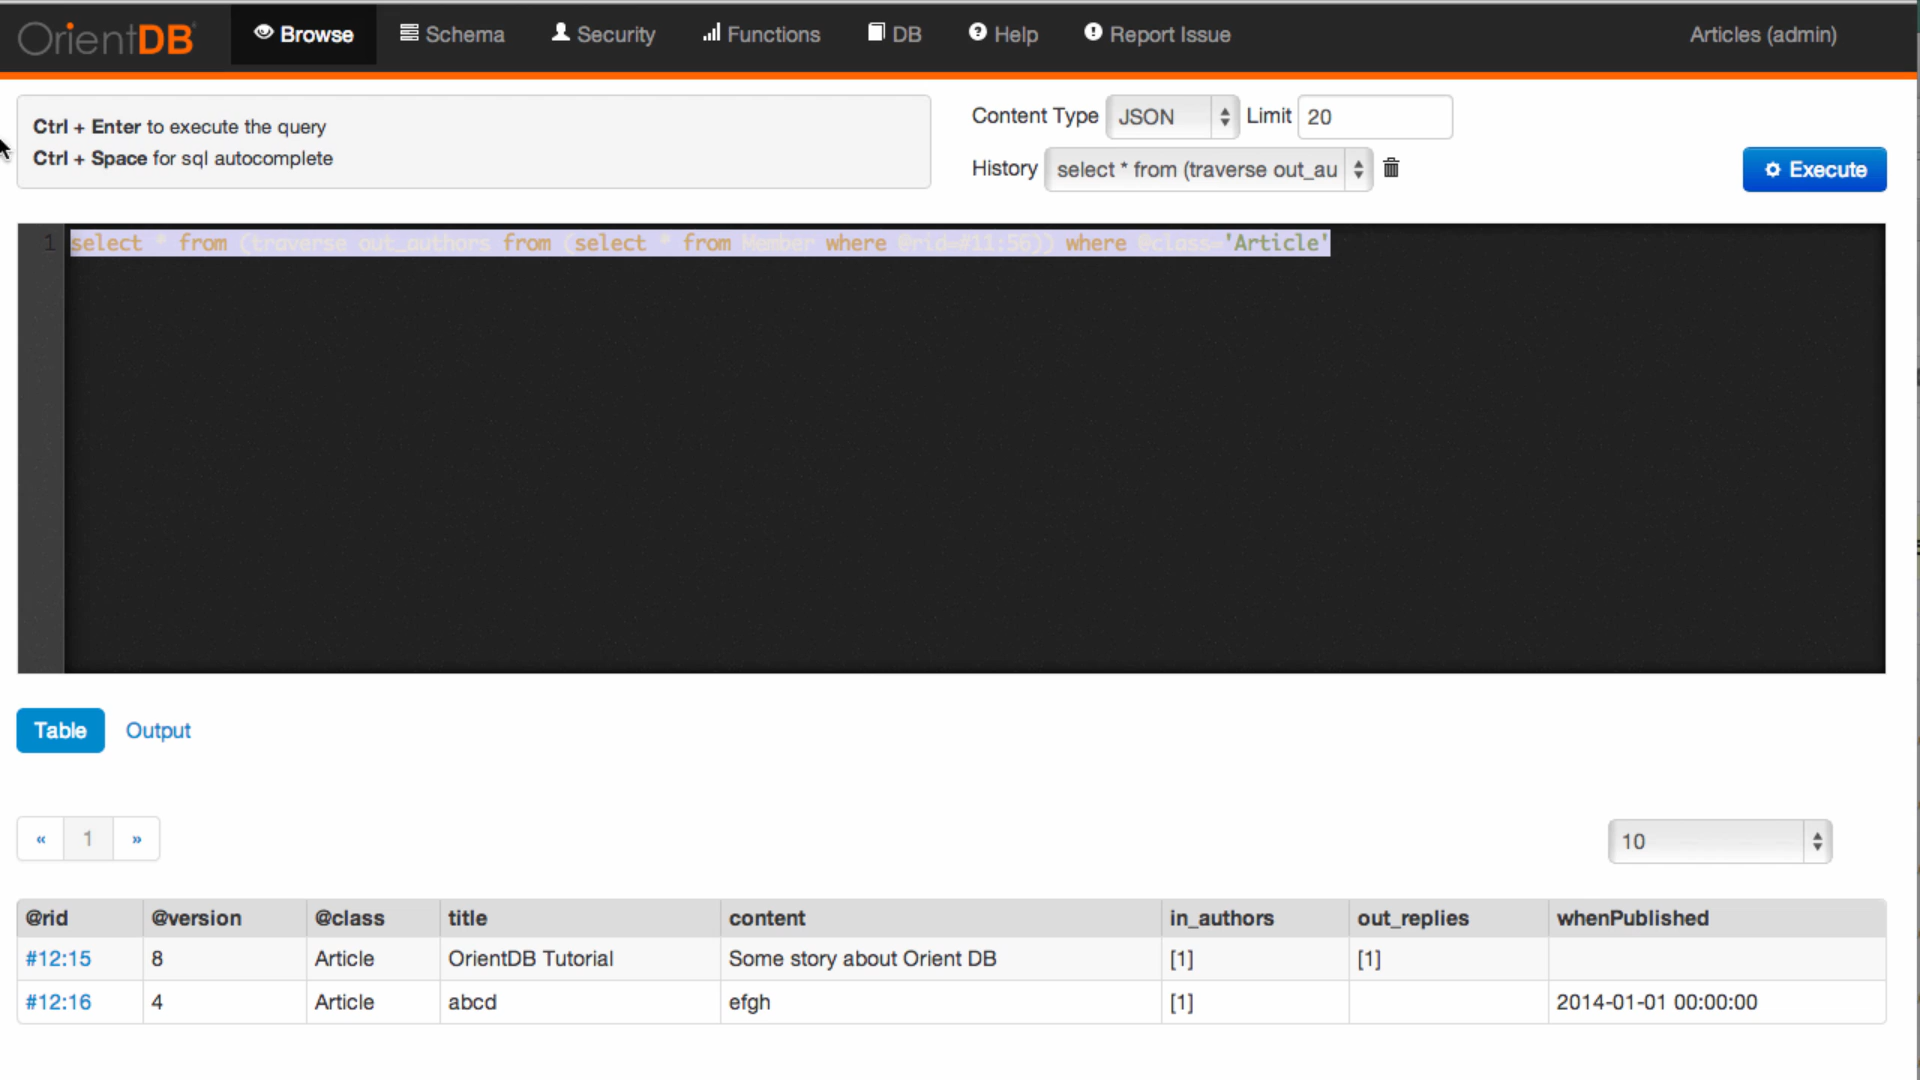 OrientDB Browse Schema Security Functions DB Help Report Issue Articles (admin)
Ctrl + Enter to execute the query
Ctrl + Space for sql autocomplete
Content Type JSON Limit 20
History select * from (traverse out_au
Execute
1 select * from (traverse out_authors from (select * from Member where @rid=#11:56)) where @class='Article'
Table Output
« 1 »
10
@rid @version @class title content in_authors out_replies whenPublished
#12:15 8 Article OrientDB Tutorial Some story about Orient DB [1] [1]
#12:16 4 Article abcd efgh [1] 2014-01-01 00:00:00